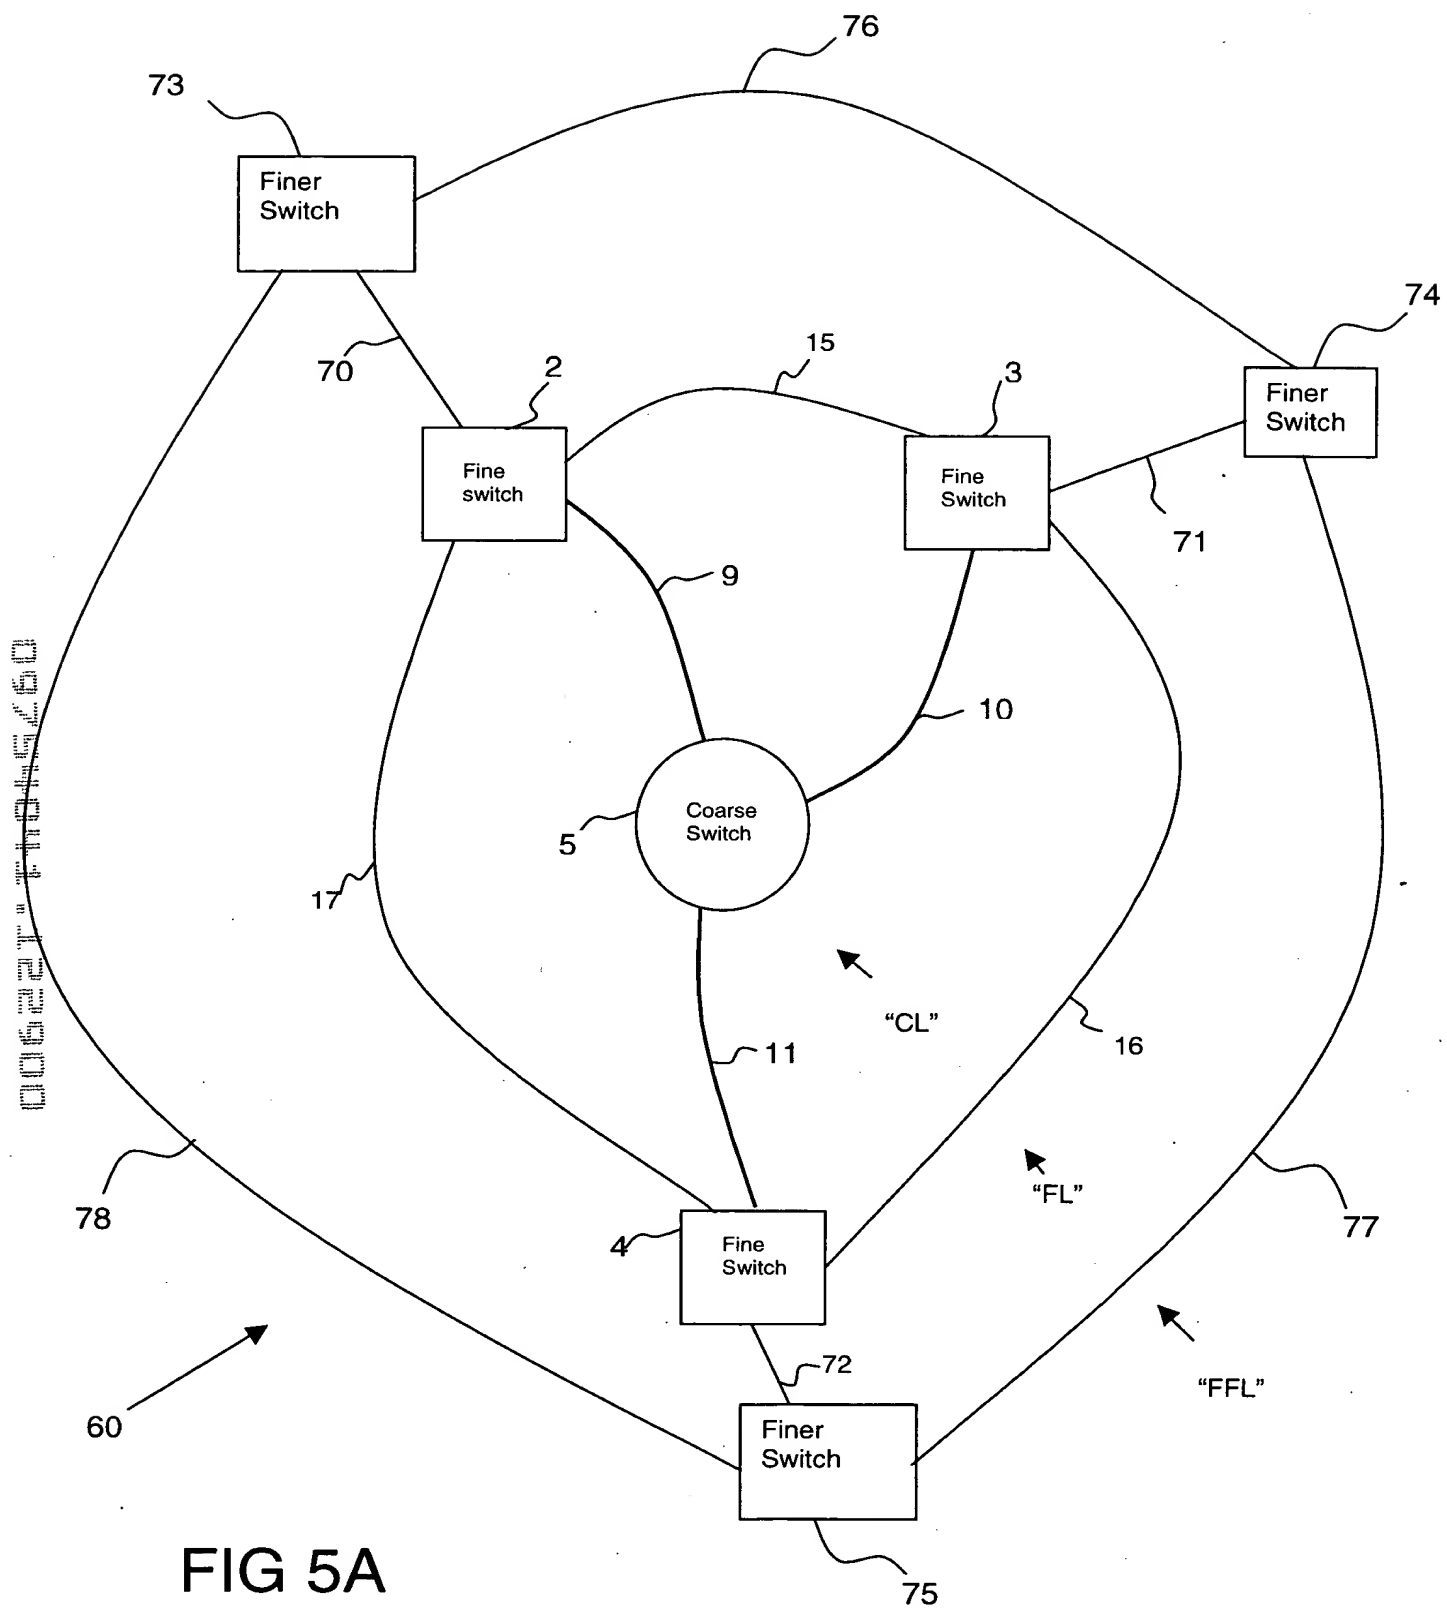 76
73
Finer
Switch
74
70
2
15
3
Finer
Switch
Fine
switch
Fine
Switch
71
9
10
5
Coarse
Switch
17
"CL"
16
11
"FL"
78
77
4
Fine
Switch
72
"FFL"
60
Finer
Switch
75
FIG 5A